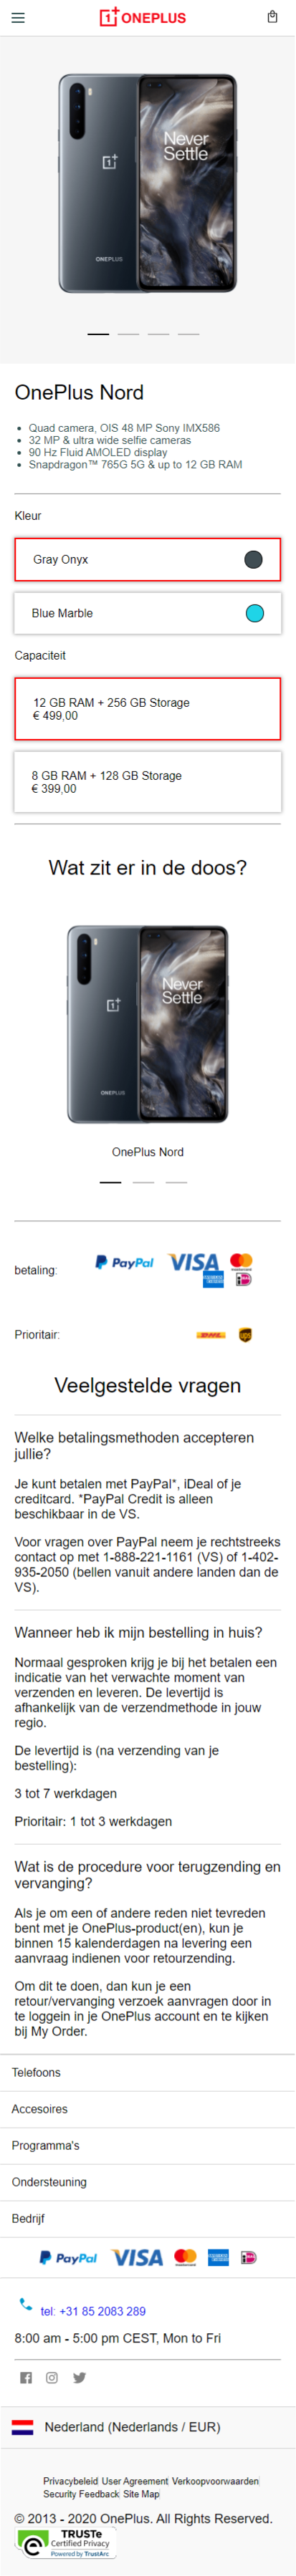 ONEPLUS
Never
Settle
ONEPLUS
OnePlus Nord
Quad camera, OIS 48 MP Sony IMX586
32 MP & ultra wide selfie cameras
90 Hz Fluid AMOLED display
Snapdragon™ 765G 5G & up to 12 GB RAM
Kleur
Gray Onyx
Blue Marble
Capaciteit
12 GB RAM + 256 GB Storage
€ 499,00
8 GB RAM + 128 GB Storage
€ 399,00
Wat zit er in de doos?
Never
Settle
ONEPLUS
OnePlus Nord
betaling:
PayPal VISA
Prioritair:
DHL ups
Veelgestelde vragen
Welke betalingsmethoden accepteren
jullie?
Je kunt betalen met PayPal*, iDeal of je
creditcard. *PayPal Credit is alleen
beschikbaar in de VS.
Voor vragen over PayPal neem je rechtstreeks
contact op met 1-888-221-1161 (VS) of 1-402-
935-2050 (bellen vanuit andere landen dan de
VS).
Wanneer heb ik mijn bestelling in huis?
Normaal gesproken krijg je bij het betalen een
indicatie van het verwachte moment van
verzenden en leveren. De levertijd is
afhankelijk van de verzendmethode in jouw
regio.
De levertijd is (na verzending van je
bestelling):
3 tot 7 werkdagen
Prioritair: 1 tot 3 werkdagen
Wat is de procedure voor terugzending en
vervanging?
Als je om een of andere reden niet tevreden
bent met je OnePlus-product(en), kun je
binnen 15 kalenderdagen na levering een
aanvraag indienen voor retourzending.
Om dit te doen, dan kun je een
retour/vervanging verzoek aanvragen door in
te loggein in je OnePlus account en te kijken
bij My Order.
Telefoons
Accesoires
Programma's
Ondersteuning
Bedrijf
PayPal VISA
tel: +31 85 2083 289
8:00 am - 5:00 pm CEST, Mon to Fri
Nederland (Nederlands / EUR)
Privacybeleid User Agreement Verkoopvoorwaarden
Security Feedback Site Map
© 2013 - 2020 OnePlus. All Rights Reserved.
TRUSTe
Certified Privacy
Powered by TrustArc